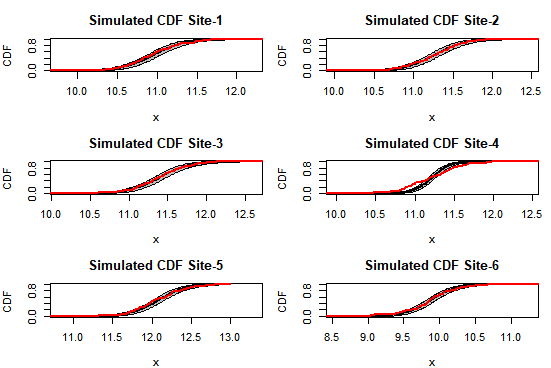 Simulated CDF Site-1
CDF
0.0 0.8
10.0 10.5 11.0 11.5 12.0
x
Simulated CDF Site-2
CDF
0.0 0.8
10.0 10.5 11.0 11.5 12.0 12.5
x
Simulated CDF Site-3
CDF
0.0 0.8
10.0 10.5 11.0 11.5 12.0 12.5
x
Simulated CDF Site-4
CDF
0.0 0.8
10.0 10.5 11.0 11.5 12.0 12.5
x
Simulated CDF Site-5
CDF
0.0 0.8
11.0 11.5 12.0 12.5 13.0
x
Simulated CDF Site-6
CDF
0.0 0.8
8.5 9.0 9.5 10.0 10.5 11.0
x